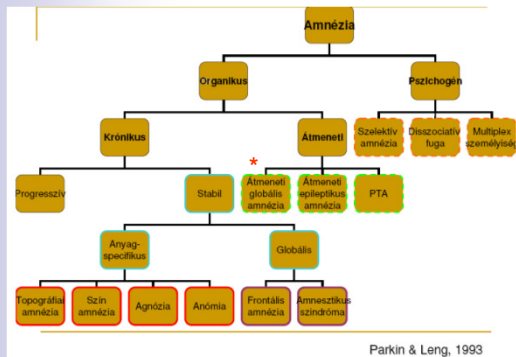 Amnézia
Organikus
Pszichogén
Krónikus
Átmeneti
Szelektív
amnézia
Disszociatív
fuga
Multiplex
személyiség
*
Progresszív
Stabil
Átmeneti
globális
amnézia
Átmeneti
epileptikus
amnézia
PTA
Anyag-
specifikus
Globális
Topográfiai
amnézia
Szín
amnézia
Agnózia
Anómia
Frontális
amnézia
Amnesztikus
szindróma
Parkin & Leng, 1993